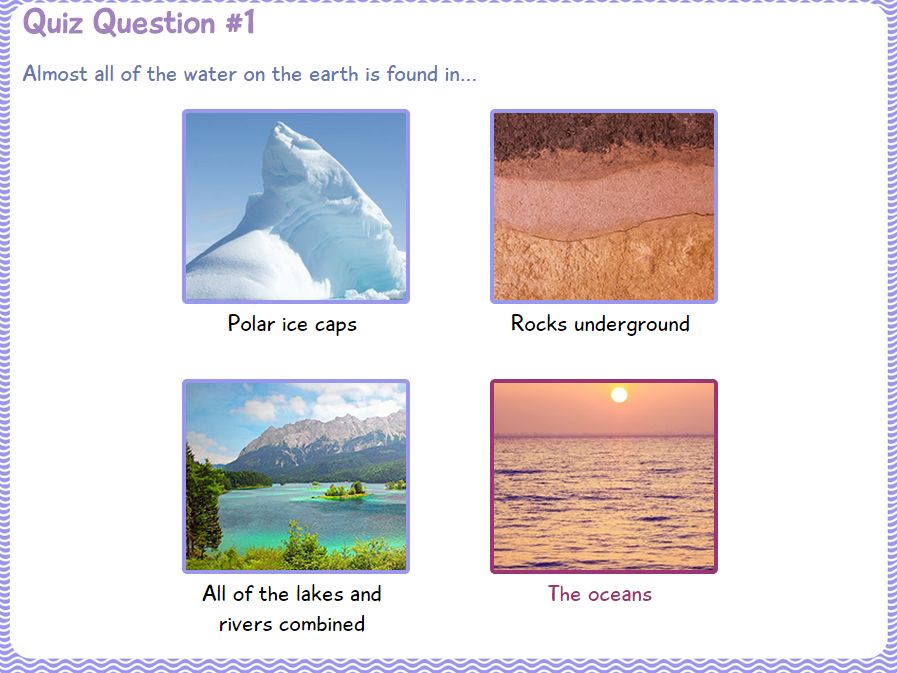 Quiz Question #1
Almost all of the water on the earth is found in...
Polar ice caps
Rocks underground
All of the lakes and
rivers combined
The oceans